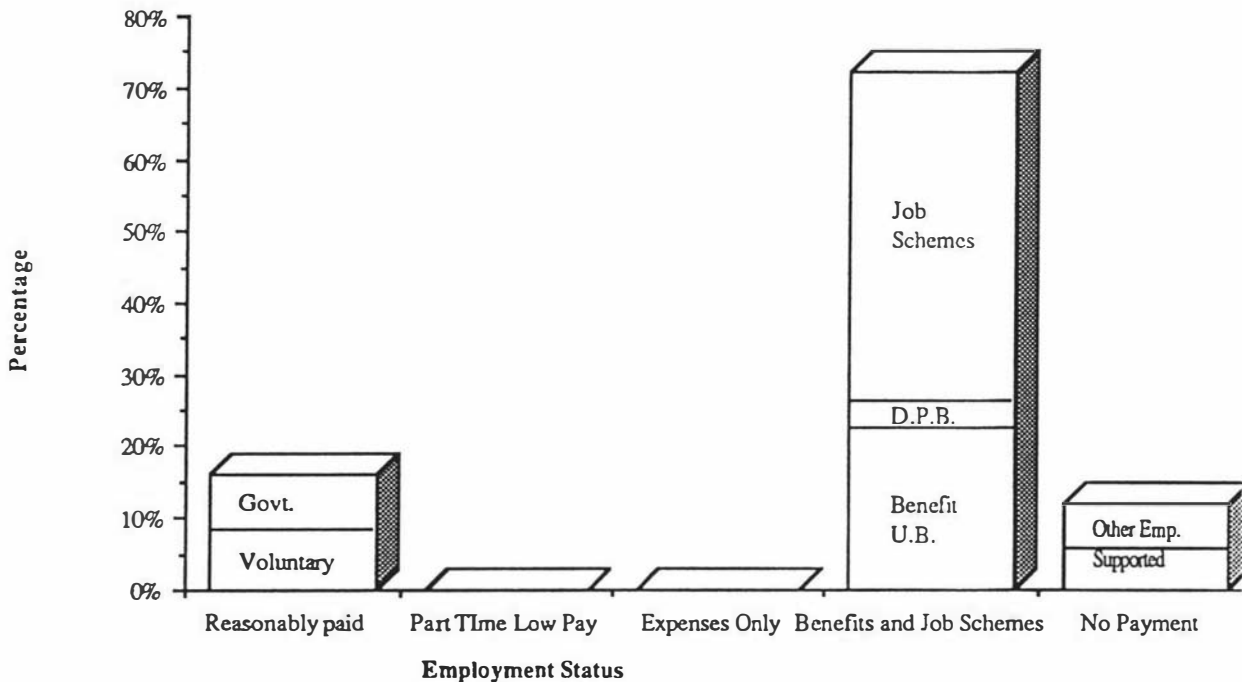 80%
70%
60%
50%
40%
30%
20%
10%
0%
Percentage
Govt.
Voluntary
Job
Schemes
D.P.B.
Benefit
U.B.
Other Emp.
Supported
Reasonably paid
Part TIme Low Pay
Expenses Only
Benefits and Job Schemes
No Payment
Employment Status